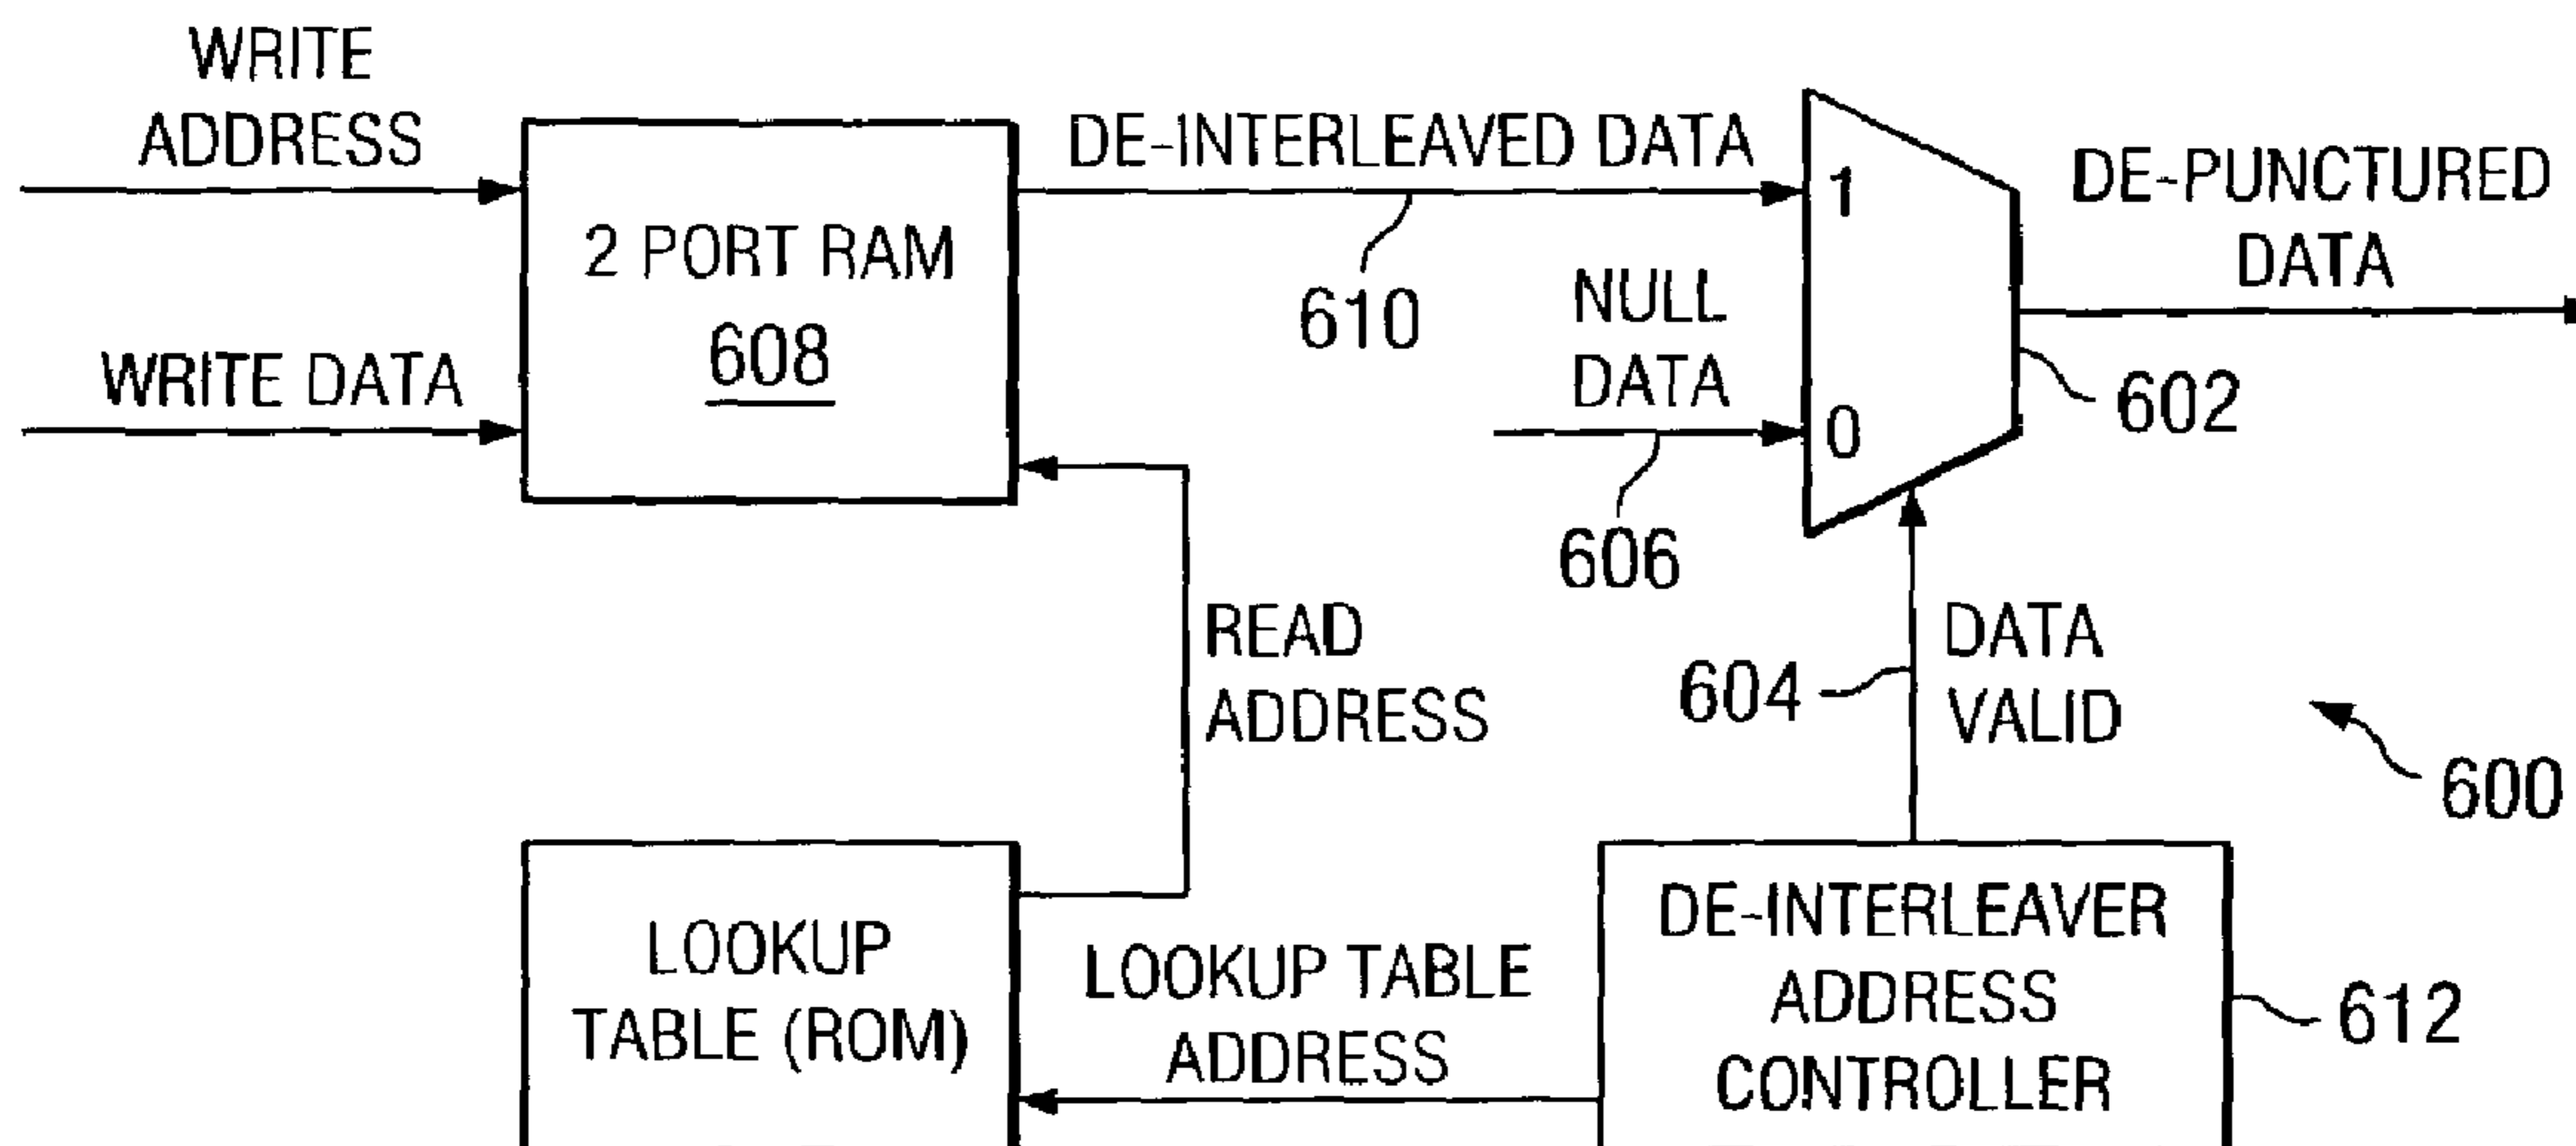 WRITE
ADDRESS
WRITE DATA
2 PORT RAM
608
DE-INTERLEAVED DATA
610
NULL
DATA
606
1
0
DE-PUNCTURED
DATA
602
READ
ADDRESS
604
DATA
VALID
600
LOOKUP
TABLE (ROM)
LOOKUP TABLE
ADDRESS
DE-INTERLEAVER
ADDRESS
CONTROLLER
612